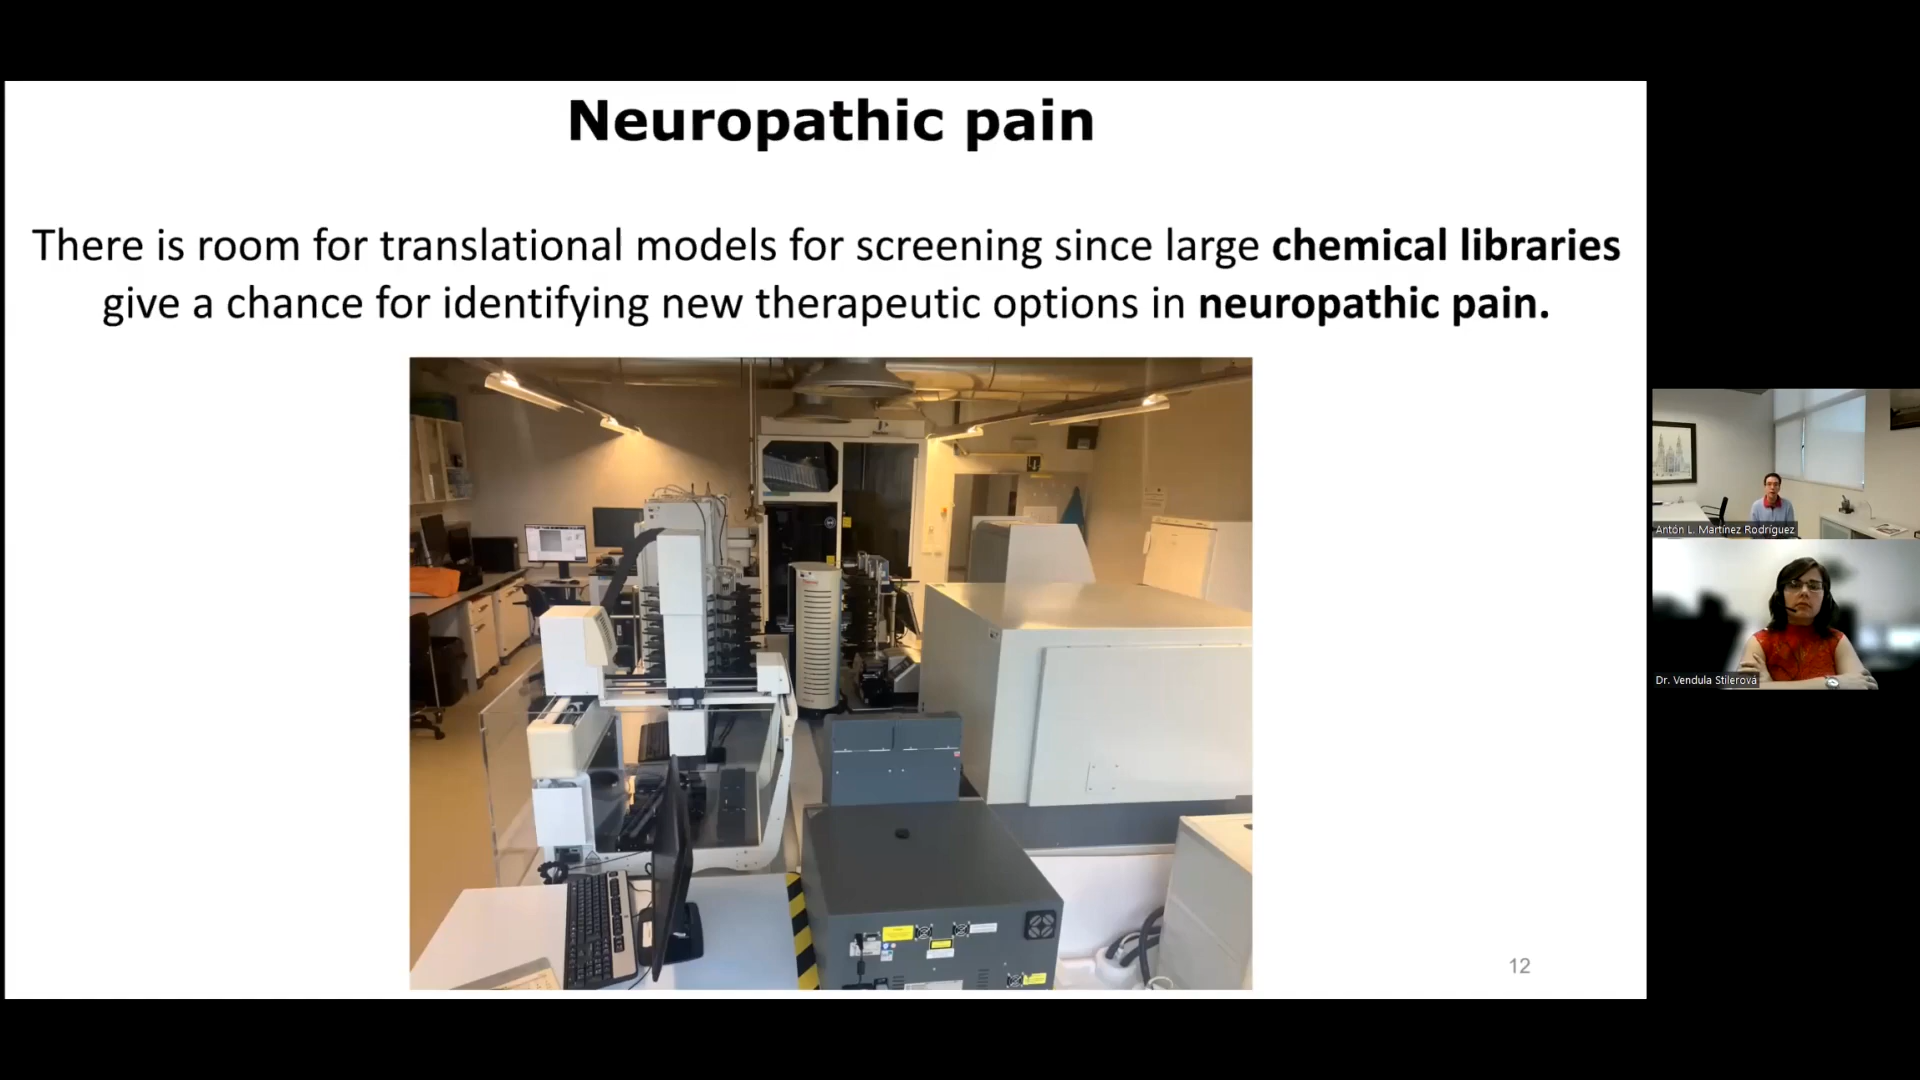 Neuropathic pain
There is room for translational models for screening since large chemical libraries
give a chance for identifying new therapeutic options in neuropathic pain.
12
Antón L. Martínez Rodríguez
Dr. Vendula Stilerová